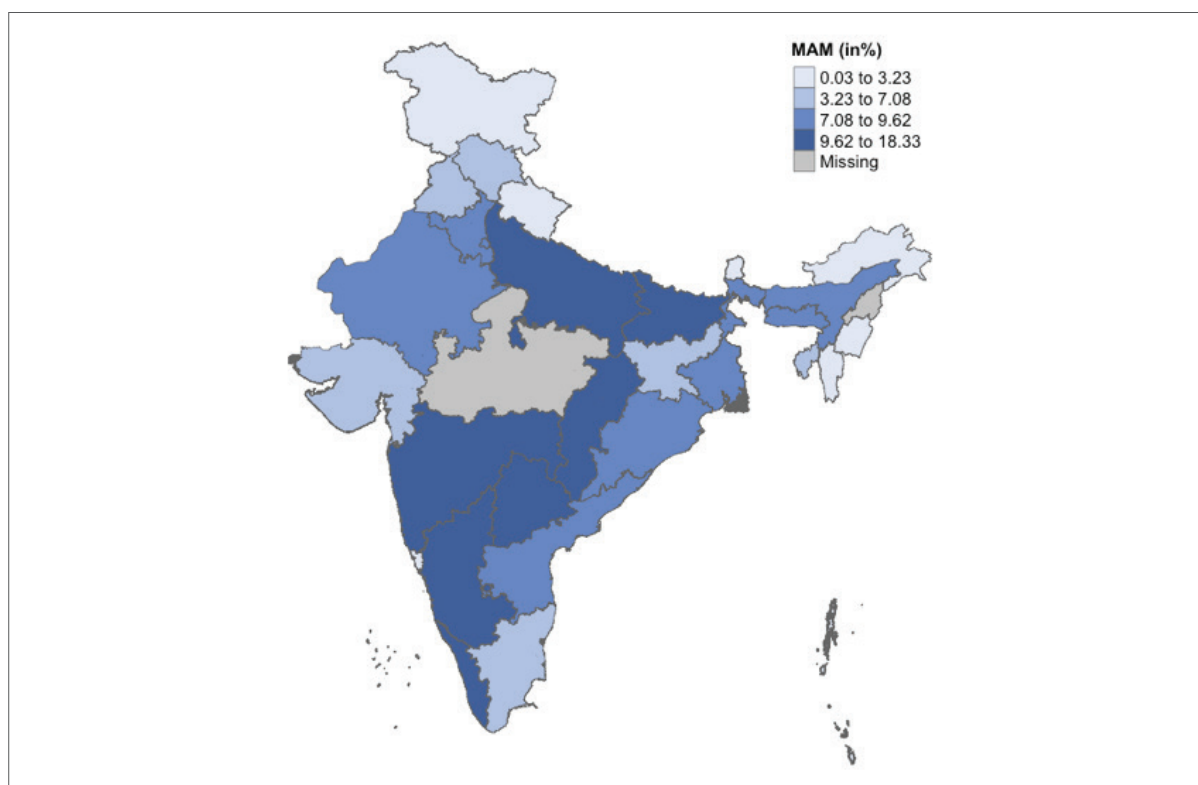 MAM (in%)
0.03 to 3.23
3.23 to 7.08
7.08 to 9.62
9.62 to 18.33
Missing